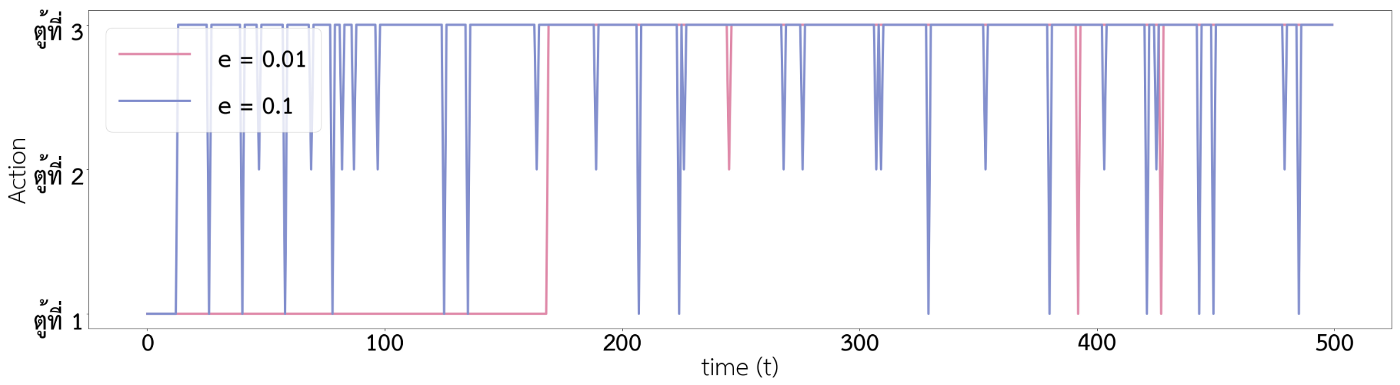 ตู้ที่ 3
e = 0.01
e = 0.1
Action
ตู้ที่ 2
ตู้ที่ 1
0 100 200 300 400 500
time (t)